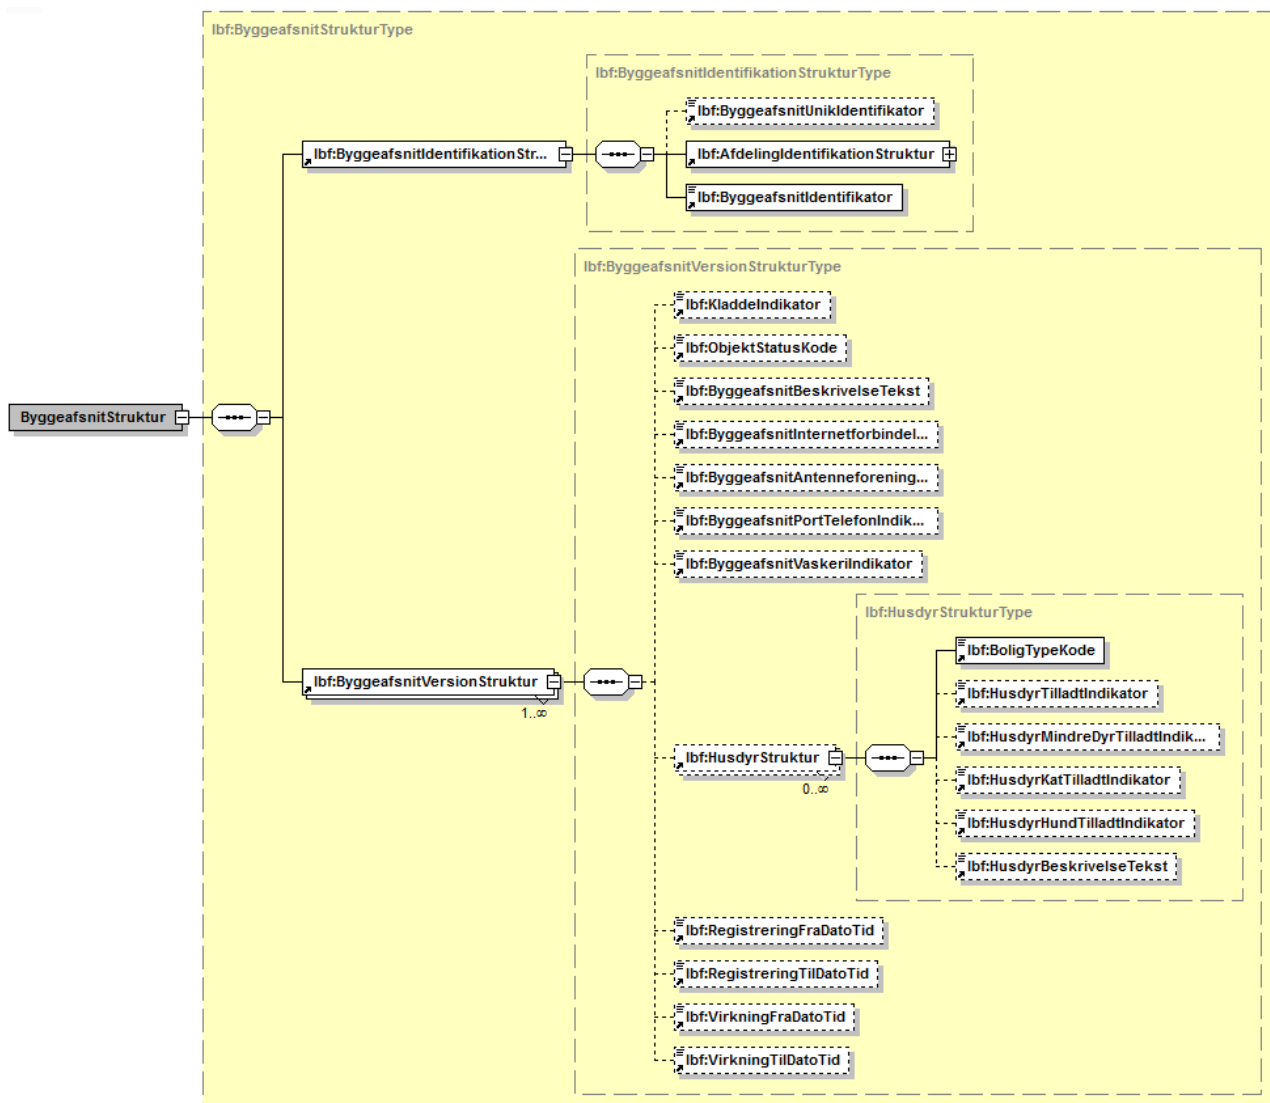 lbf:ByggeafsnitStrukturType
lbf:ByggeafsnitIdentifikationStrukturType
lbf:ByggeafsnitUnikIdentifikator
lbf:ByggeafsnitIdentifikationStr...
lbf:AfdelingIdentifikationStruktur
lbf:ByggeafsnitIdentifikator
lbf:ByggeafsnitVersionStrukturType
lbf:KladdeIndikator
lbf:ObjektStatusKode
lbf:ByggeafsnitBeskrivelseTekst
ByggeafsnitStruktur
lbf:ByggeafsnitInternetforbindel...
lbf:ByggeafsnitAntenneforening...
lbf:ByggeafsnitPortTelefonIndik...
lbf:ByggeafsnitVaskeriIndikator
lbf:HusdyrStrukturType
lbf:BoligTypeKode
lbf:ByggeafsnitVersionStruktur
1..∞
lbf:HusdyrTilladtIndikator
lbf:HusdyrMindreDyrTilladtIndik...
lbf:HusdyrStruktur
0..∞
lbf:HusdyrKatTilladtIndikator
lbf:HusdyrHundTilladtIndikator
lbf:HusdyrBeskrivelseTekst
lbf:RegistreringFraDatoTid
lbf:RegistreringTilDatoTid
lbf:VirkningFraDatoTid
lbf:VirkningTilDatoTid